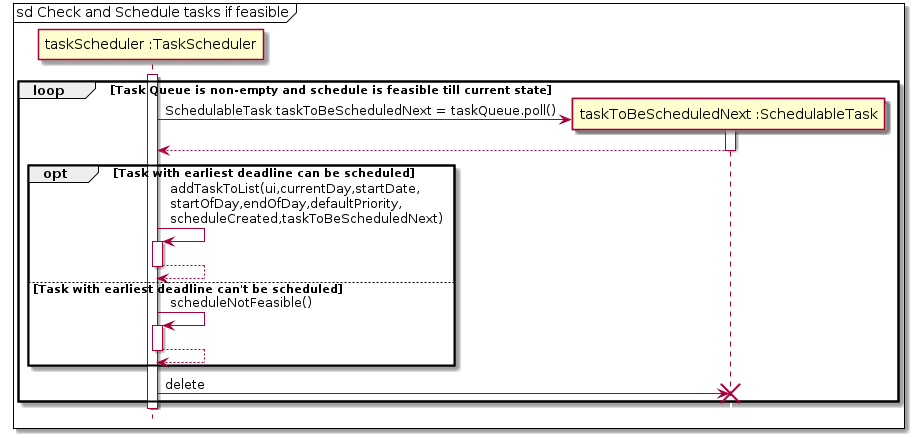 sd Check and Schedule tasks if feasible
taskScheduler :TaskScheduler
loop [Task Queue is non-empty and schedule is feasible till current state]
SchedulableTask taskToBeScheduledNext = taskQueue.poll()
taskToBeScheduledNext :SchedulableTask
opt [Task with earliest deadline can be scheduled]
addTaskToList(ui,currentDay,startDate,
startOfDay,endOfDay,defaultPriority,
scheduleCreated,taskToBeScheduledNext)
[Task with earliest deadline can't be scheduled]
scheduleNotFeasible()
delete